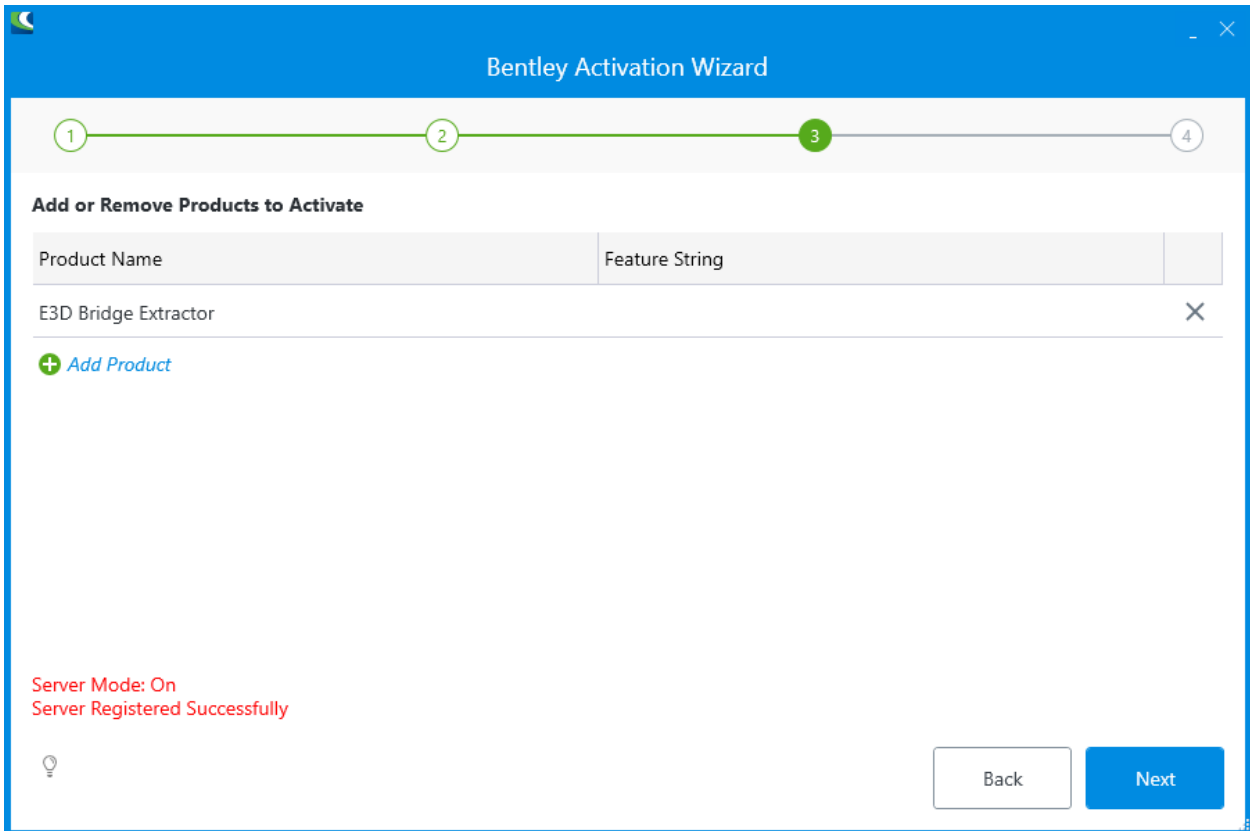 Bentley Activation Wizard
1 2 3 4
Add or Remove Products to Activate
Product Name Feature String
E3D Bridge Extractor
Add Product
Server Mode: On
Server Registered Successfully
Back Next